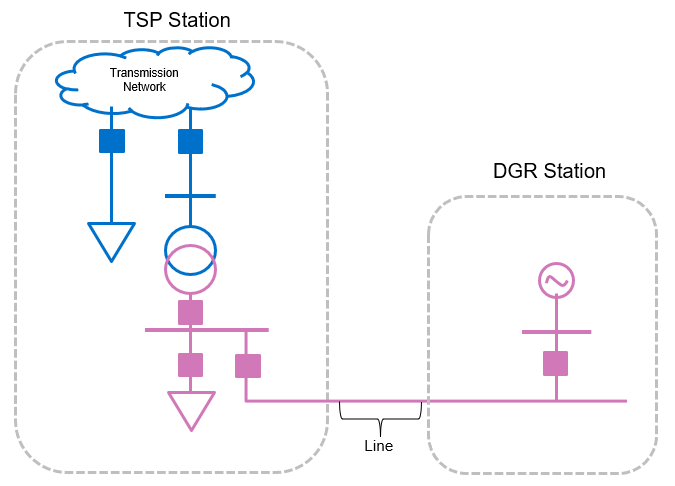 TSP Station
Transmission
Network
DGR Station
Line